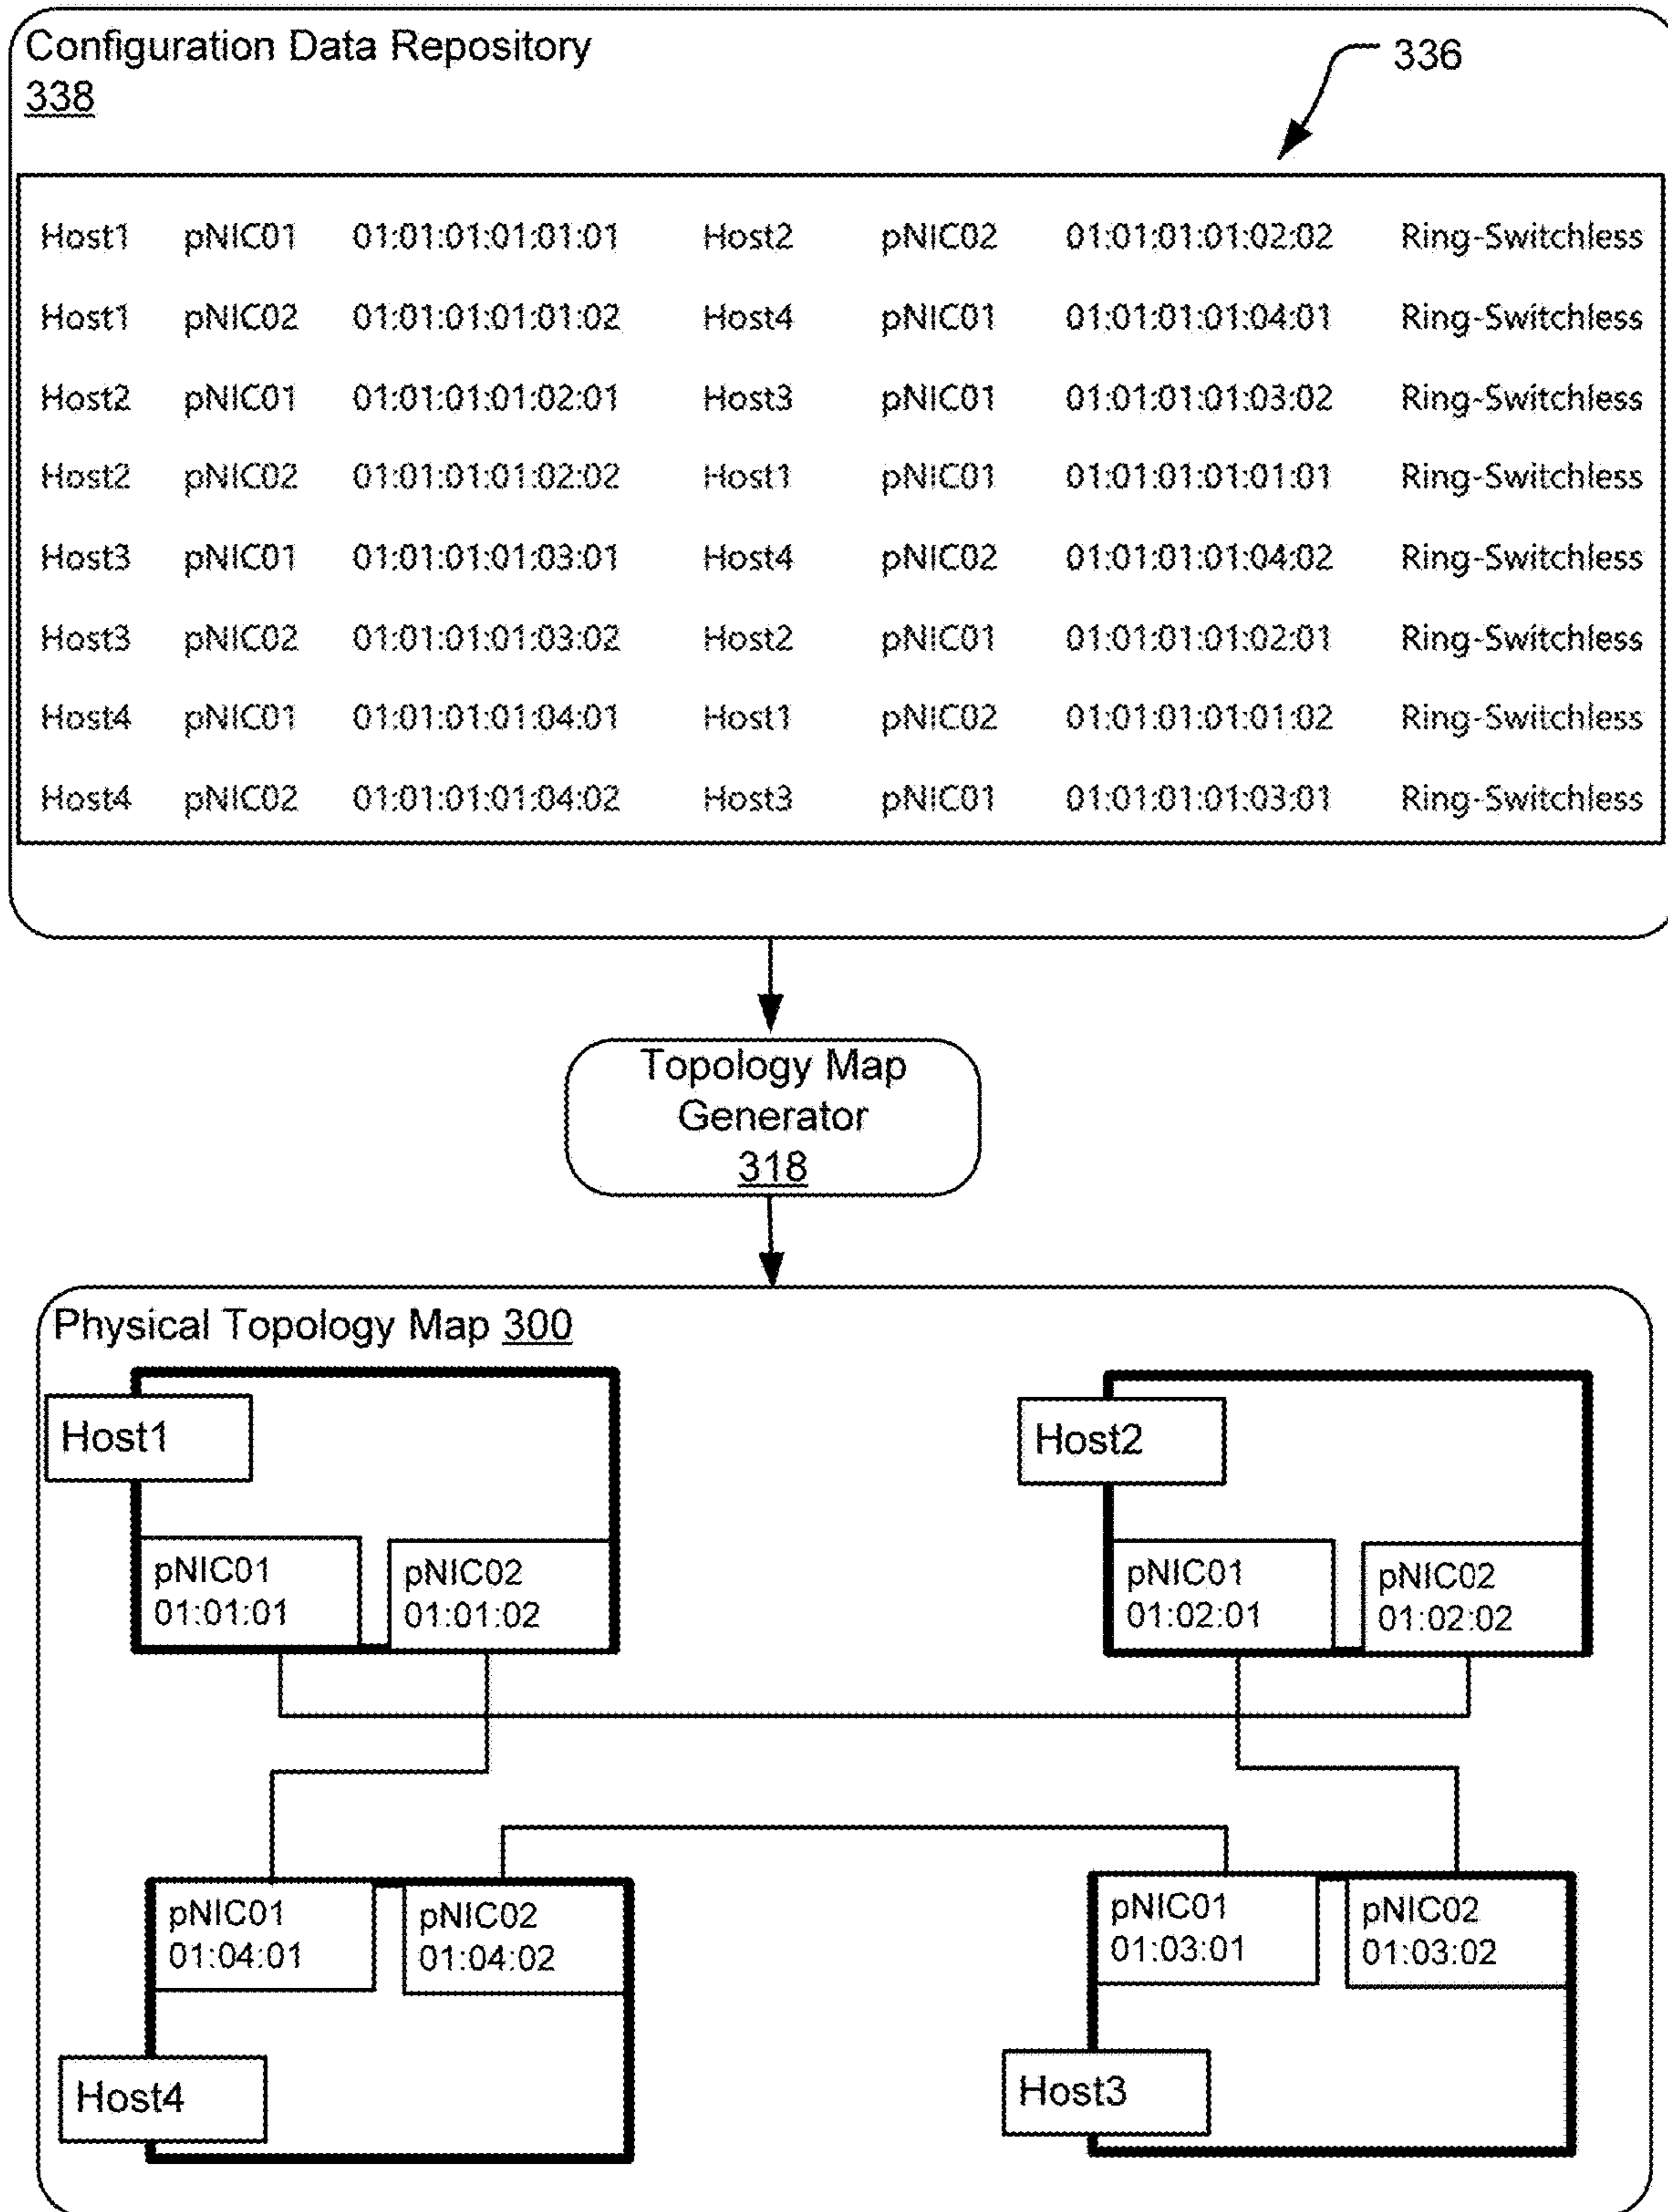 Configuration Data Repository
338
336
Host1 pNIC01 01:01:01:01:01:01 Host2 pNIC02 01:01:01:01:02:02 Ring-Switchless
Host1 pNIC02 01:01:01:01:01:02 Host4 pNIC01 01:01:01:01:04:01 Ring-Switchless
Host2 pNIC01 01:01:01:01:02:01 Host3 pNIC01 01:01:01:01:03:02 Ring-Switchless
Host2 pNIC02 01:01:01:01:02:02 Host1 pNIC01 01:01:01:01:01:01 Ring-Switchless
Host3 pNIC01 01:01:01:01:03:01 Host4 pNIC02 01:01:01:01:04:02 Ring-Switchless
Host3 pNIC02 01:01:01:01:03:02 Host2 pNIC01 01:01:01:01:02:01 Ring-Switchless
Host4 pNIC01 01:01:01:01:04:01 Host1 pNIC02 01:01:01:01:01:02 Ring-Switchless
Host4 pNIC02 01:01:01:01:04:02 Host3 pNIC01 01:01:01:01:03:01 Ring-Switchless
Topology Map
Generator
318
Physical Topology Map 300
Host1
pNIC01
01:01:01
pNIC02
01:01:02
Host2
pNIC01
01:02:01
pNIC02
01:02:02
pNIC01
01:04:01
pNIC02
01:04:02
Host4
pNIC01
01:03:01
pNIC02
01:03:02
Host3